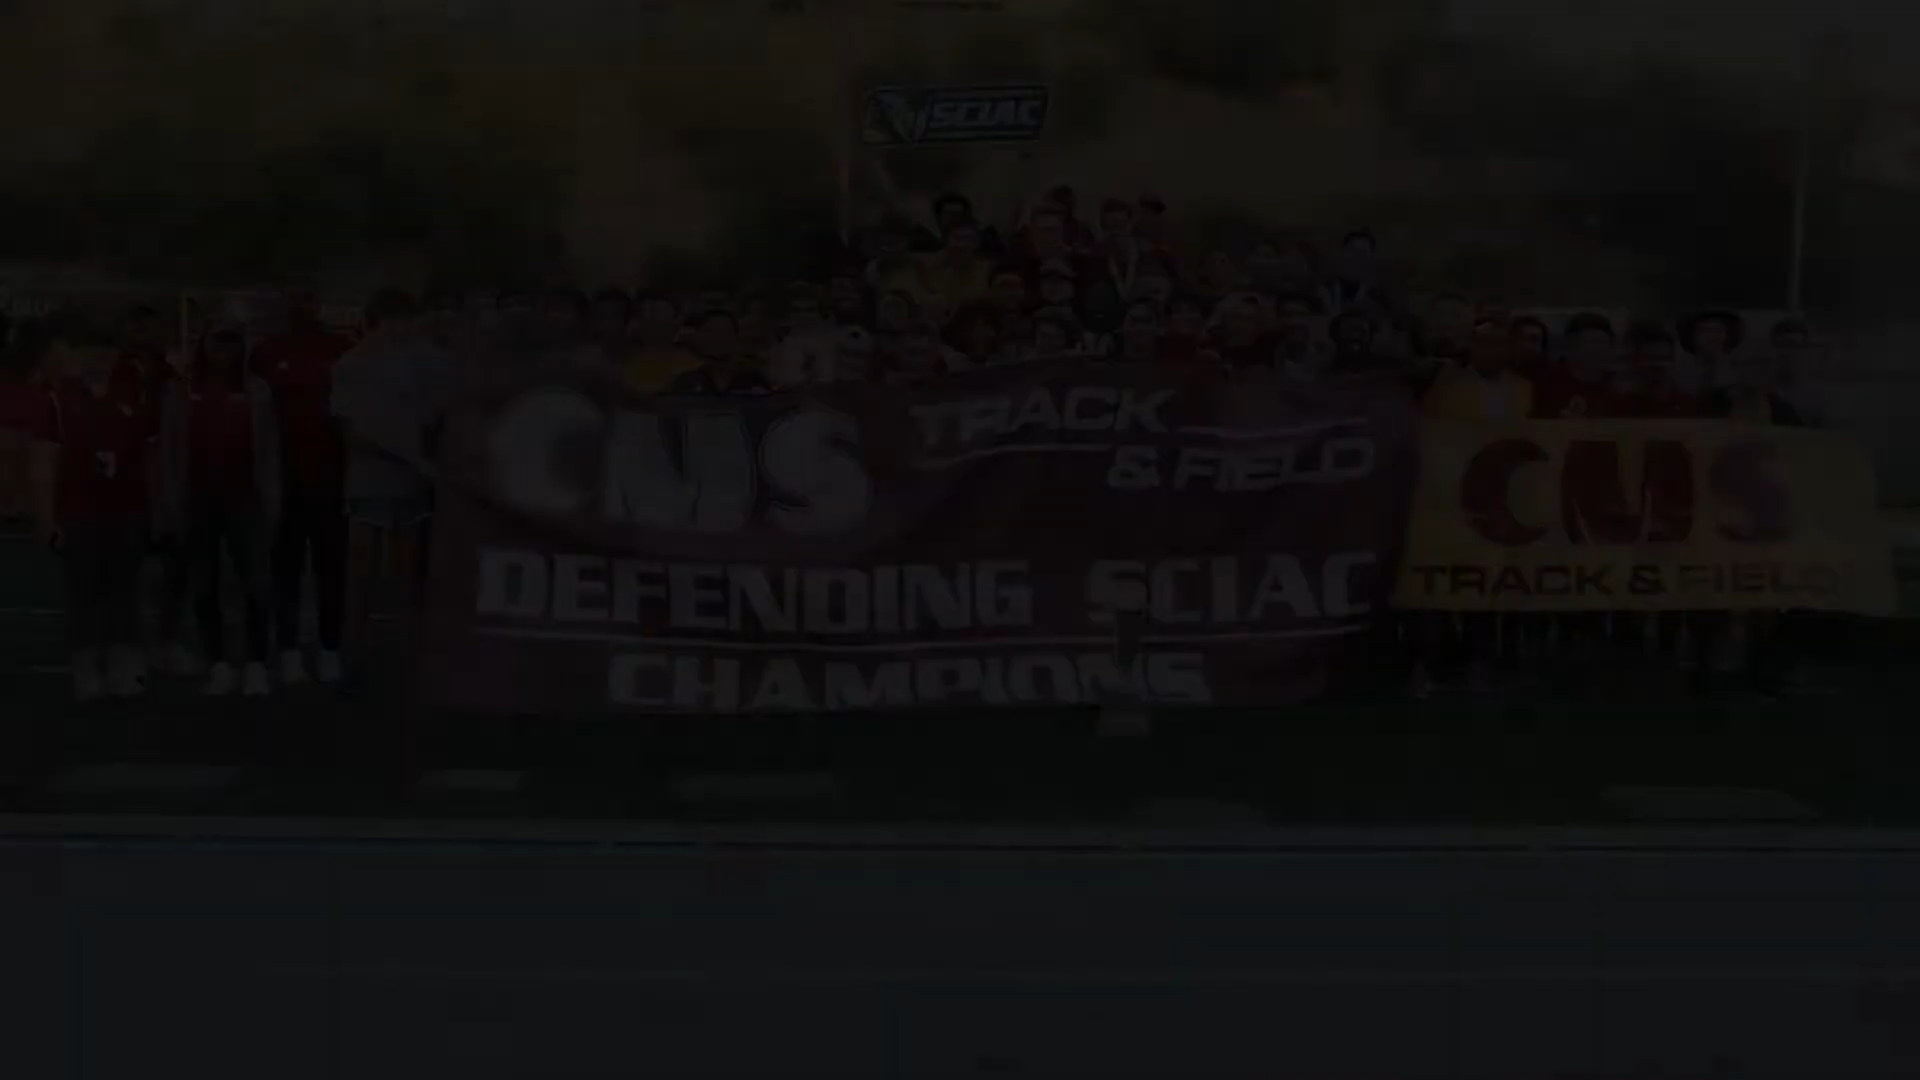 SCIAC
CMS TRACK
& FIELD
DEFENDING SCIAC
CHAMPIONS
CMS
TRACK & FIELD